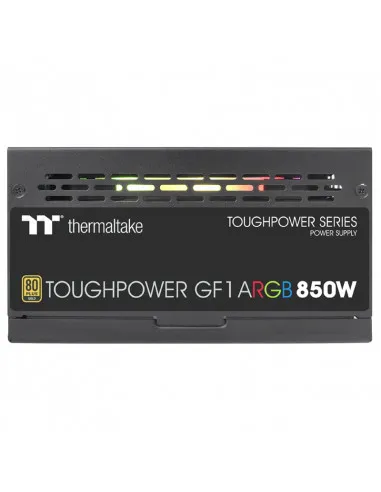 thermaltake
TOUGHPOWER SERIES
POWER SUPPLY
80 PLUS
GOLD
TOUGHPOWER GF1 ARGB 850W